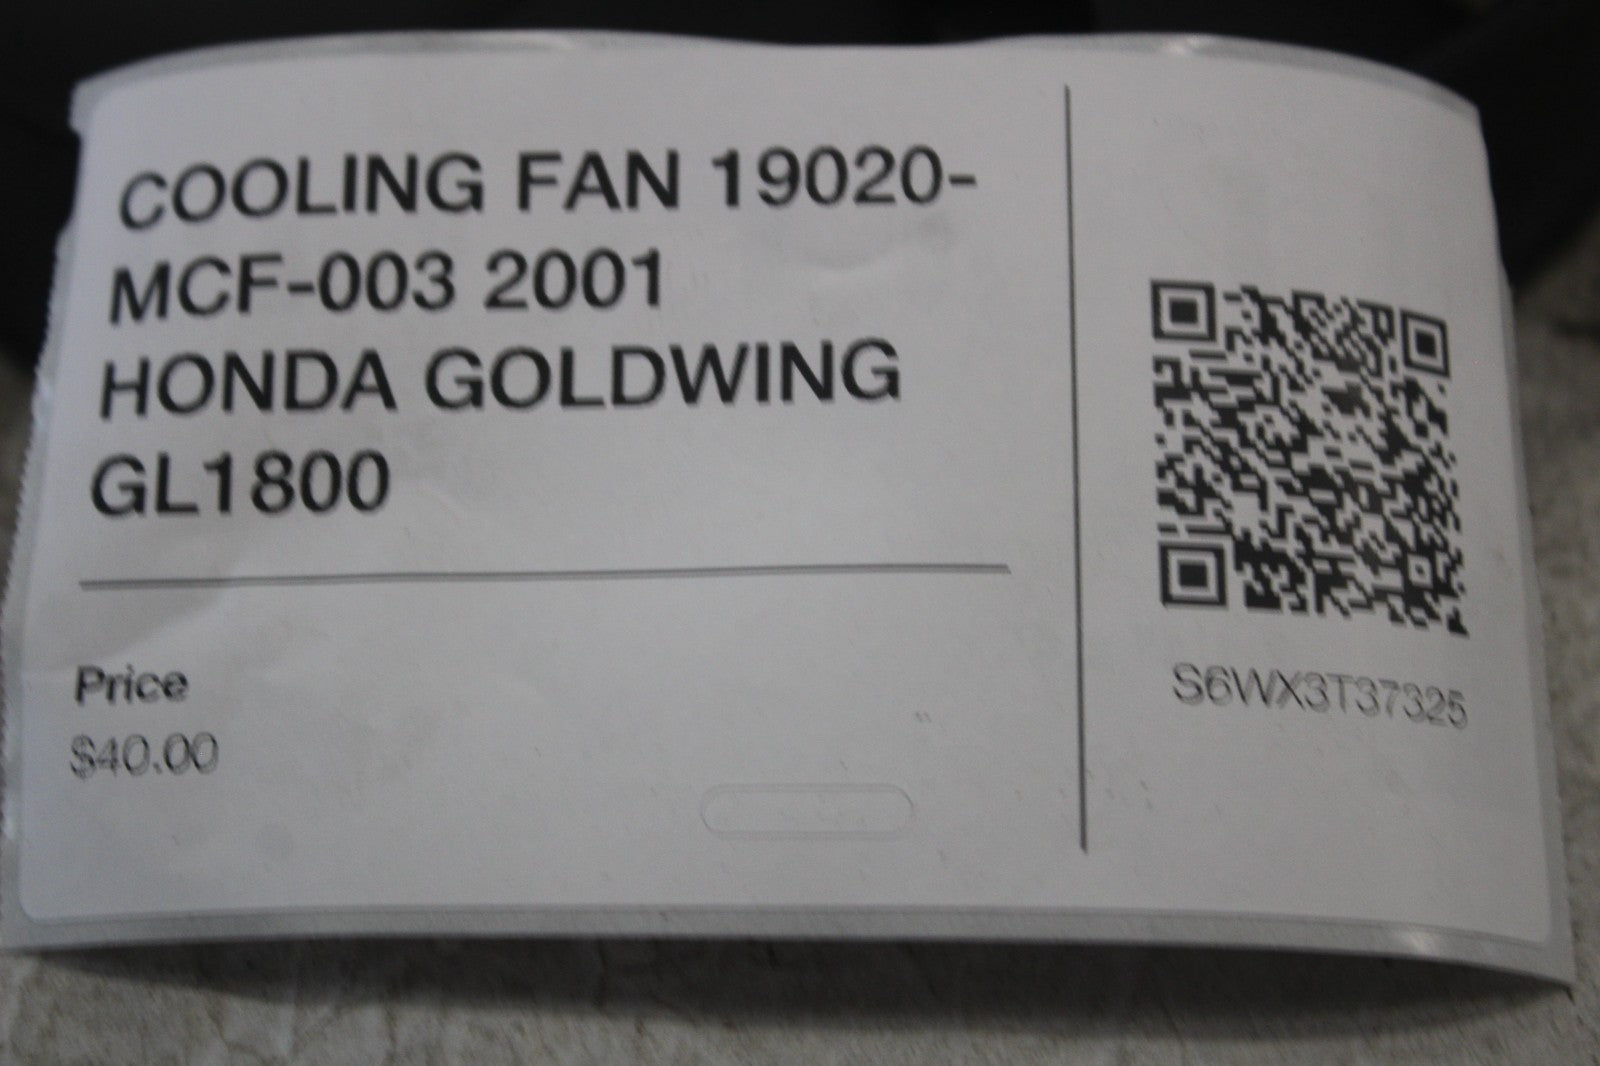 COOLING FAN 19020-
MCF-003 2001
HONDA GOLDWING
GL1800
Price
$40.00
S6WX3T37325